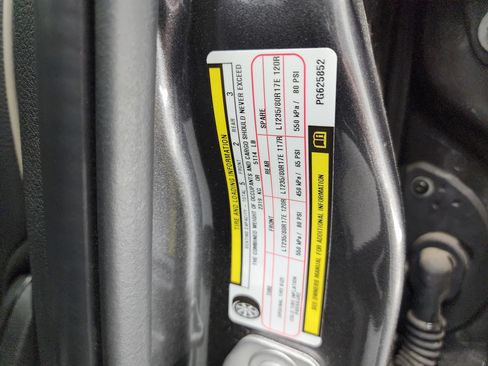 TIRE AND LOADING INFORMATION
SEATING CAPACITY - TOTAL 5 FRONT 2 REAR 3
THE COMBINED WEIGHT OF OCCUPANTS AND CARGO SHOULD NEVER EXCEED
2319 KG OR 5114 LB
TIRE FRONT REAR SPARE
ORIGINAL TIRE SIZE LT235/80R17E 120R LT235/80R17E 117R LT235/80R17E 120R
COLD TIRE INFLATION PRESSURE 550 kPa/ 80 PSI 450 kPa/ 65 PSI 550 kPa/ 80 PSI
SEE OWNERS MANUAL FOR ADDITIONAL INFORMATION
PG625852